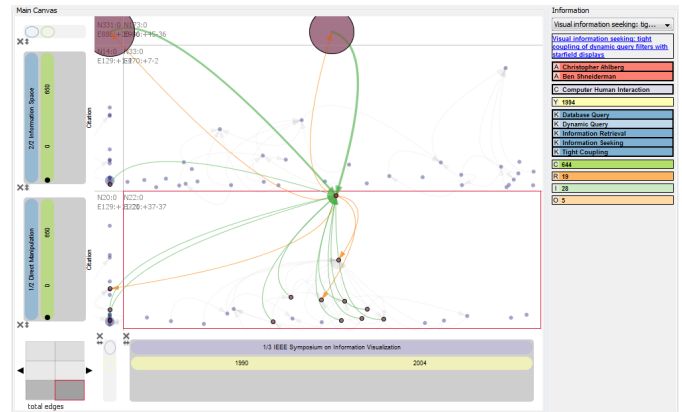 Main Canvas
Information
Visual information seeking: tig...
Visual information seeking: tight
coupling of dynamic query filters with
starfield displays
A Christopher Ahlberg
A Ben Shneiderman
C Computer Human Interaction
Y 1994
K Database Query
K Dynamic Query
K Information Retrieval
K Information Seeking
K Tight Coupling
C 644
R 19
I 28
O 5
2/2 Information Space
0
650
Citation
1/2 Direct Manipulation
0
650
Citation
N20:0
N22:0
1/3 IEEE Symposium on Information Visualization
1990
2004
total edges